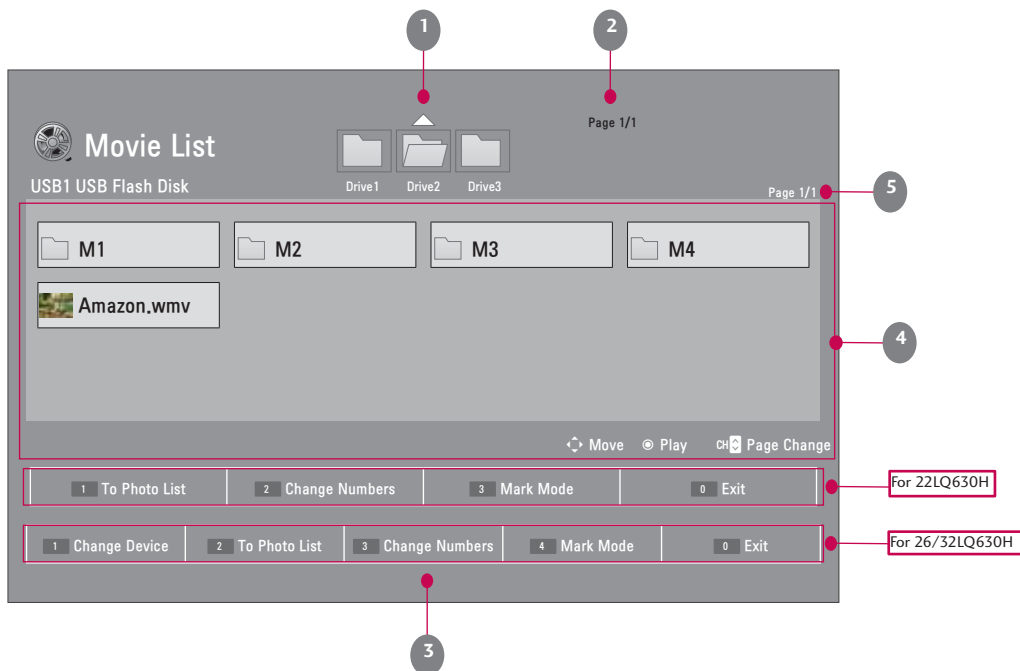 1
2
Page 1/1
Movie List
USB1 USB Flash Disk
Drive1 Drive2 Drive3
Page 1/1
5
M1 M2 M3 M4
Amazon.wmv
4
Move Play CH Page Change
1 To Photo List 2 Change Numbers 3 Mark Mode 0 Exit
For 22LQ630H
1 Change Device 2 To Photo List 3 Change Numbers 4 Mark Mode 0 Exit
For 26/32LQ630H
3